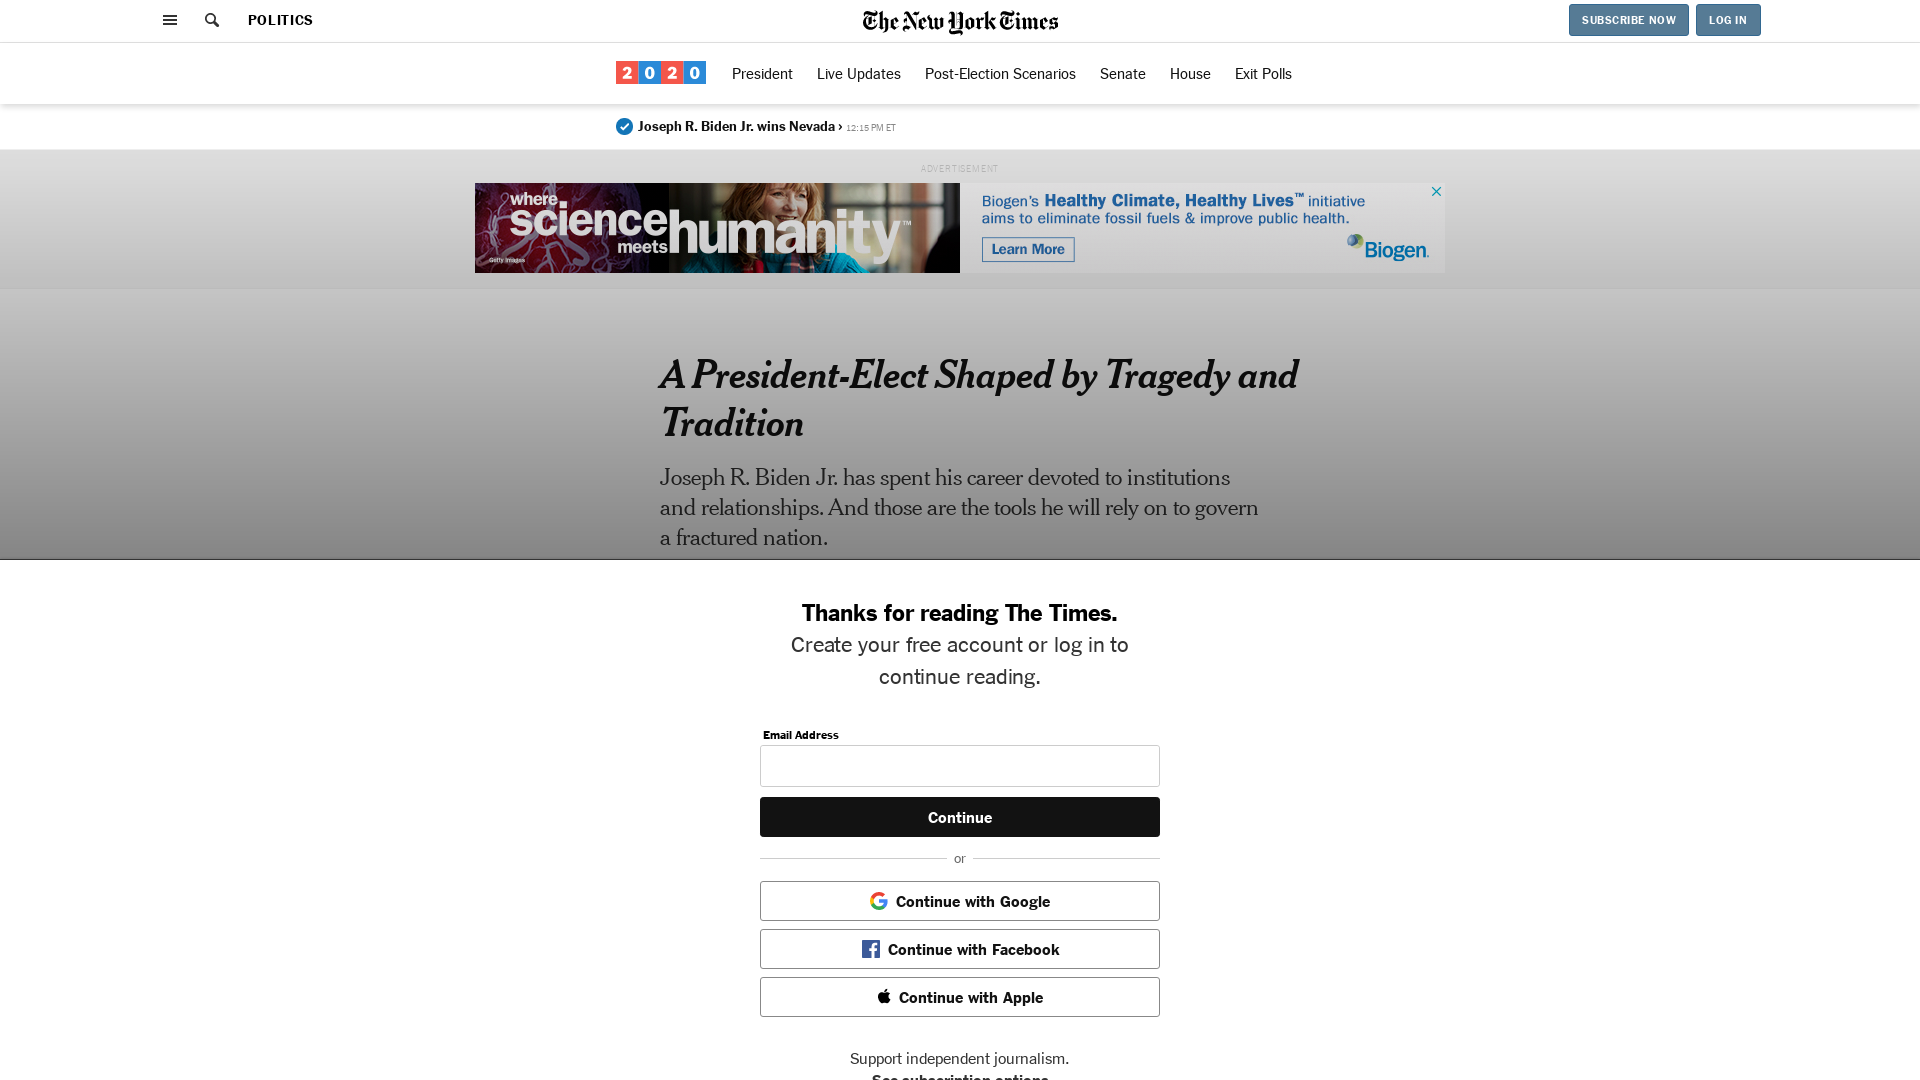 POLITICS
The New York Times
SUBSCRIBE NOW
LOG IN
2020
President
Live Updates
Post-Election Scenarios
Senate
House
Exit Polls
Joseph R. Biden Jr. wins Nevada › 12:15 PM ET
ADVERTISEMENT
where
science
meets humanity™
Getty Images
Biogen's Healthy Climate, Healthy Lives™ initiative
aims to eliminate fossil fuels & improve public health.
Learn More
Biogen.
A President-Elect Shaped by Tragedy and
Tradition
Joseph R. Biden Jr. has spent his career devoted to institutions
and relationships. And those are the tools he will rely on to govern
a fractured nation.
Thanks for reading The Times.
Create your free account or log in to
continue reading.
Email Address
Continue
or
Continue with Google
Continue with Facebook
Continue with Apple
Support independent journalism.
See subscription options